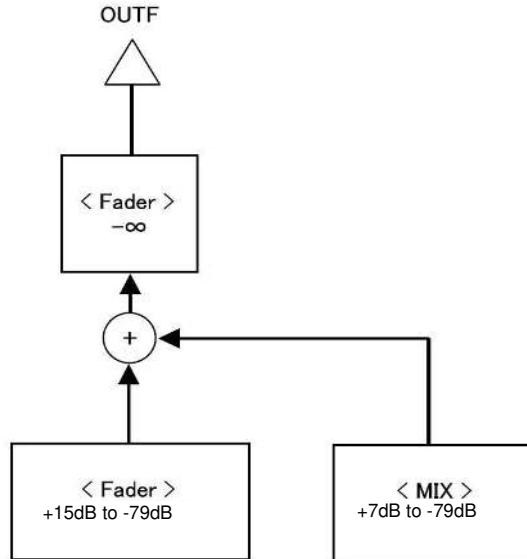 OUTF
< Fader >
-∞
+
< Fader >
+15dB to -79dB
< MIX >
+7dB to -79dB